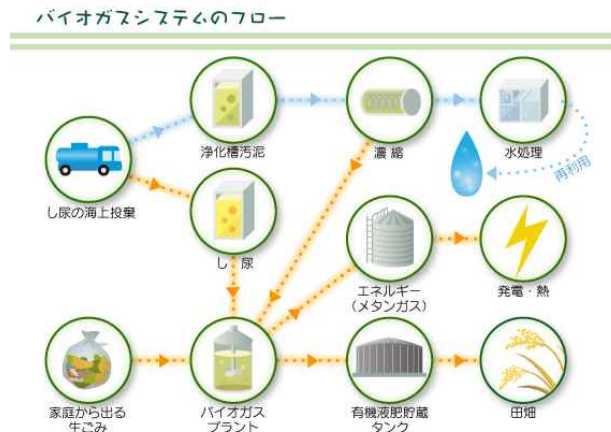 バイオガスシステムのフロー
浄化槽汚泥
濃縮
水処理
再利用
し尿の海上投棄
し尿
エネルギー
（メタンガス）
発電・熱
家庭から出る
生ごみ
バイオガス
プラント
有機液肥貯蔵
タンク
田畑